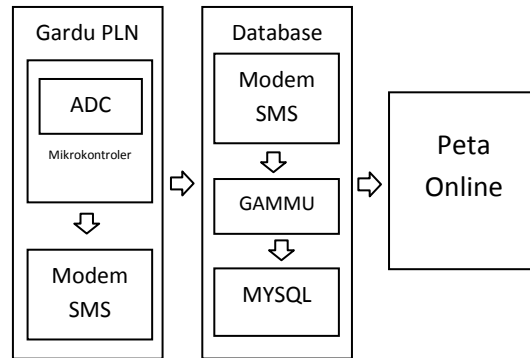 Gardu PLN
ADC
Mikrokontroler
Modem
SMS
Database
Modem
SMS
GAMMU
MYSQL
Peta
Online